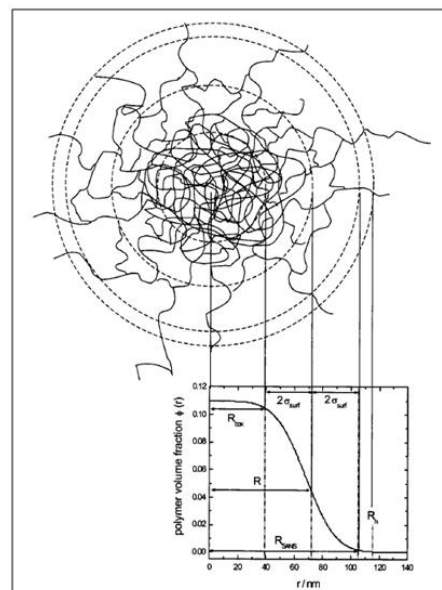 0.12
0.10
0.08
0.06
0.04
0.02
0.00
polymer volume fraction ϕ (r)
2σsurf
2σsurf
Rbox
R
RSANS
Rh
0 20 40 60 80 100 120 140
r / nm